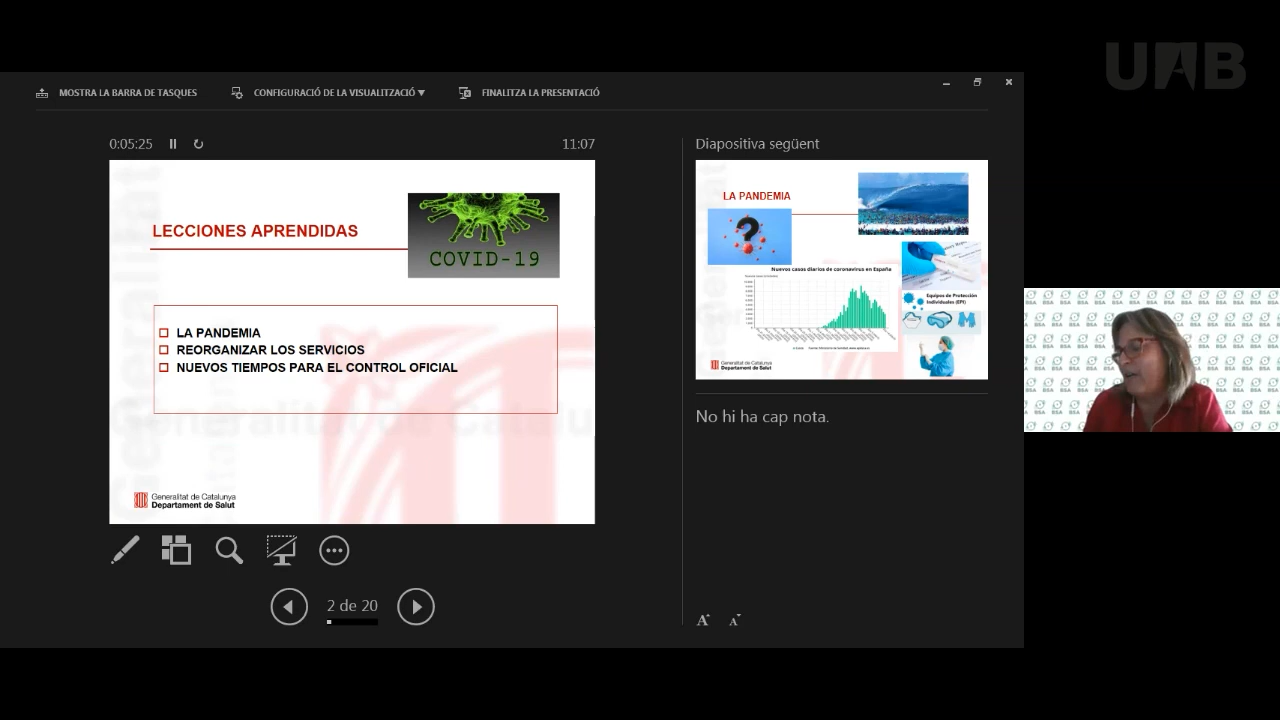 UAB
MOSTRA LA BARRA DE TASQUES
CONFIGURACIÓ DE LA VISUALITZACIÓ
FINALITZA LA PRESENTACIÓ
0:05:25
11:07
LECCIONES APRENDIDAS
COVID-19
LA PANDEMIA
REORGANIZAR LOS SERVICIOS
NUEVOS TIEMPOS PARA EL CONTROL OFICIAL
Generalitat de Catalunya
Departament de Salut
2 de 20
Diapositiva següent
LA PANDEMIA
Nuevos casos diarios de coronavirus en España
Equipos de Protección
Individuales (EPI)
Generalitat de Catalunya
Departament de Salut
No hi ha cap nota.
A
A
BSA